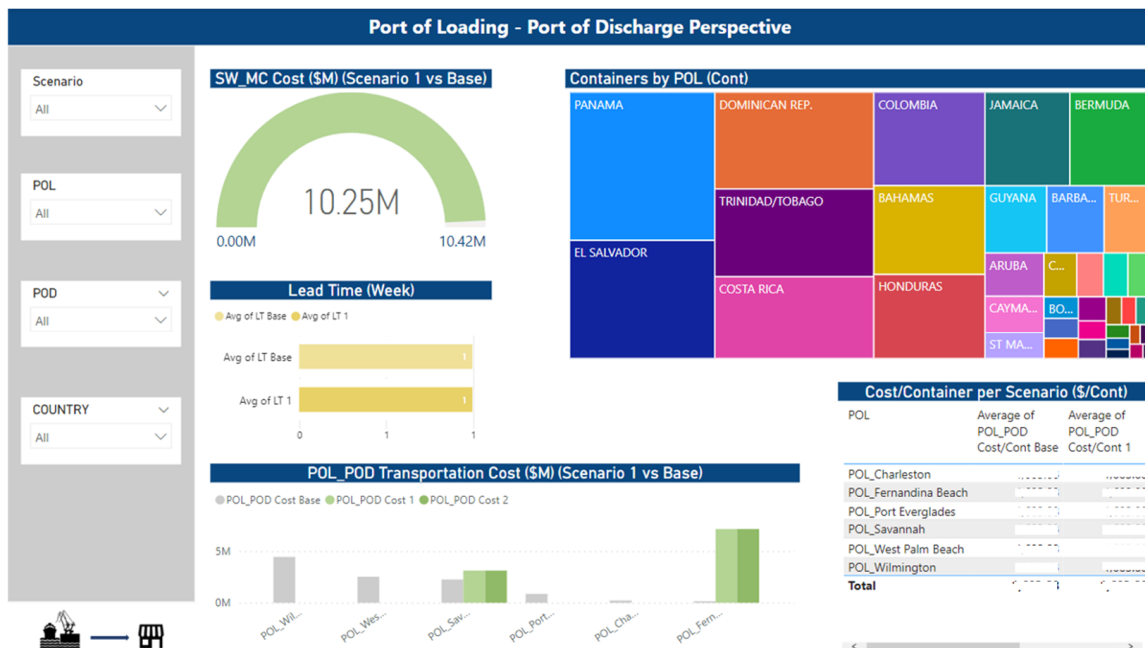 Port of Loading - Port of Discharge Perspective
Scenario
All
POL
All
POD
All
COUNTRY
All
SW_MC Cost ($M) (Scenario 1 vs Base)
10.25M
0.00M
10.42M
Lead Time (Week)
Avg of LT Base
Avg of LT 1
Avg of LT Base
1
Avg of LT 1
1
0
1
1
Containers by POL (Cont)
PANAMA
DOMINICAN REP.
COLOMBIA
JAMAICA
BERMUDA
TRINIDAD/TOBAGO
BAHAMAS
GUYANA
BARBA...
TUR...
EL SALVADOR
ARUBA
C...
COSTA RICA
HONDURAS
CAYMA...
BO...
ST MA...
POL_POD Transportation Cost ($M) (Scenario 1 vs Base)
POL_POD Cost Base
POL_POD Cost 1
POL_POD Cost 2
5M
0M
POL_Wil...
POL_Wes...
POL_Sav...
POL_Port...
POL_Cha...
POL_Fern...
Cost/Container per Scenario ($/Cont)
POL
Average of
POL_POD
Cost/Cont Base
Average of
POL_POD
Cost/Cont 1
POL_Charleston
POL_Fernandina Beach
POL_Port Everglades
POL_Savannah
POL_West Palm Beach
POL_Wilmington
Total